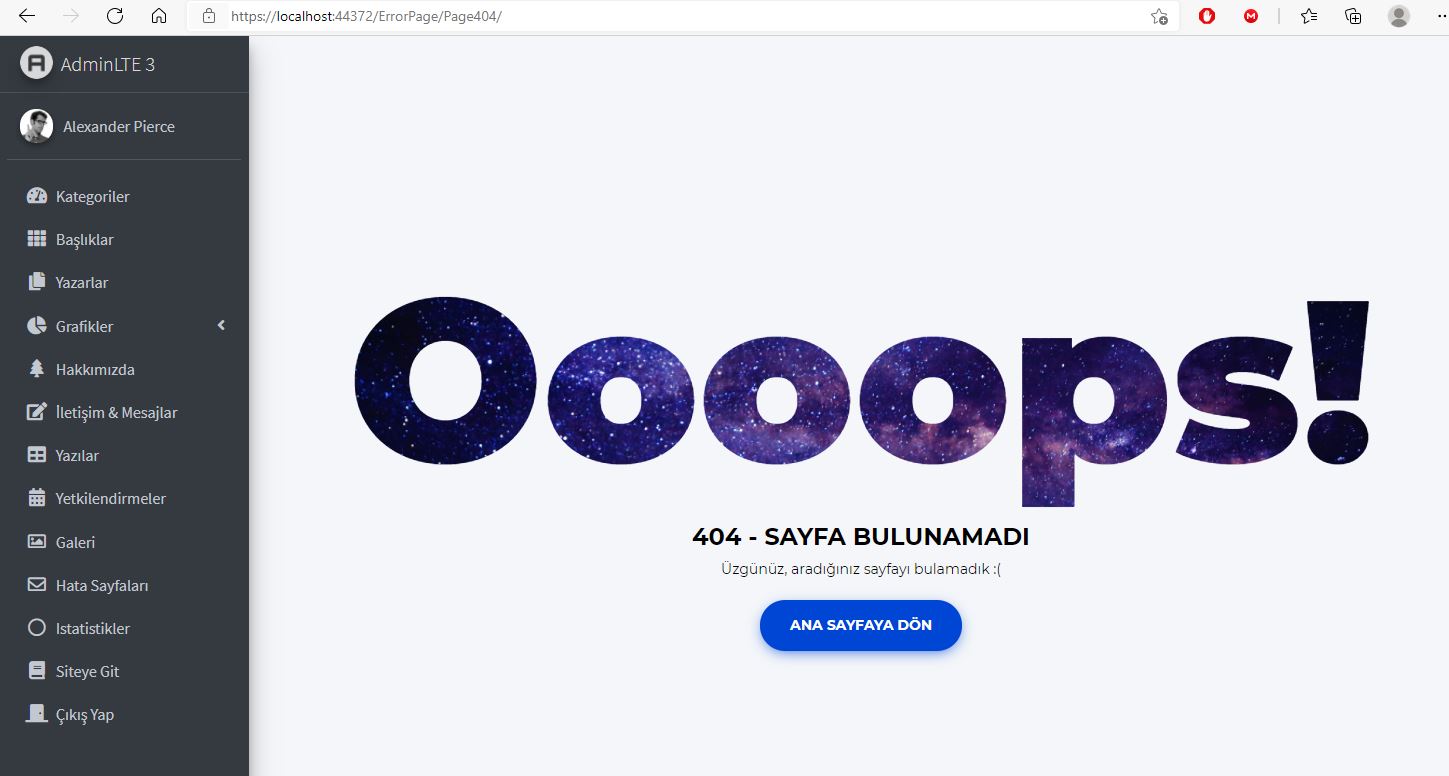 https://localhost:44372/ErrorPage/Page404/
AdminLTE 3
Alexander Pierce
Kategoriler
Başlıklar
Yazarlar
Grafikler
Hakkımızda
İletişim & Mesajlar
Yazılar
Yetkilendirmeler
Galeri
Hata Sayfaları
Istatistikler
Siteye Git
Çıkış Yap
Oooops!
404 - SAYFA BULUNAMADI
Üzgünüz, aradığınız sayfayı bulamadık :(
ANA SAYFAYA DÖN